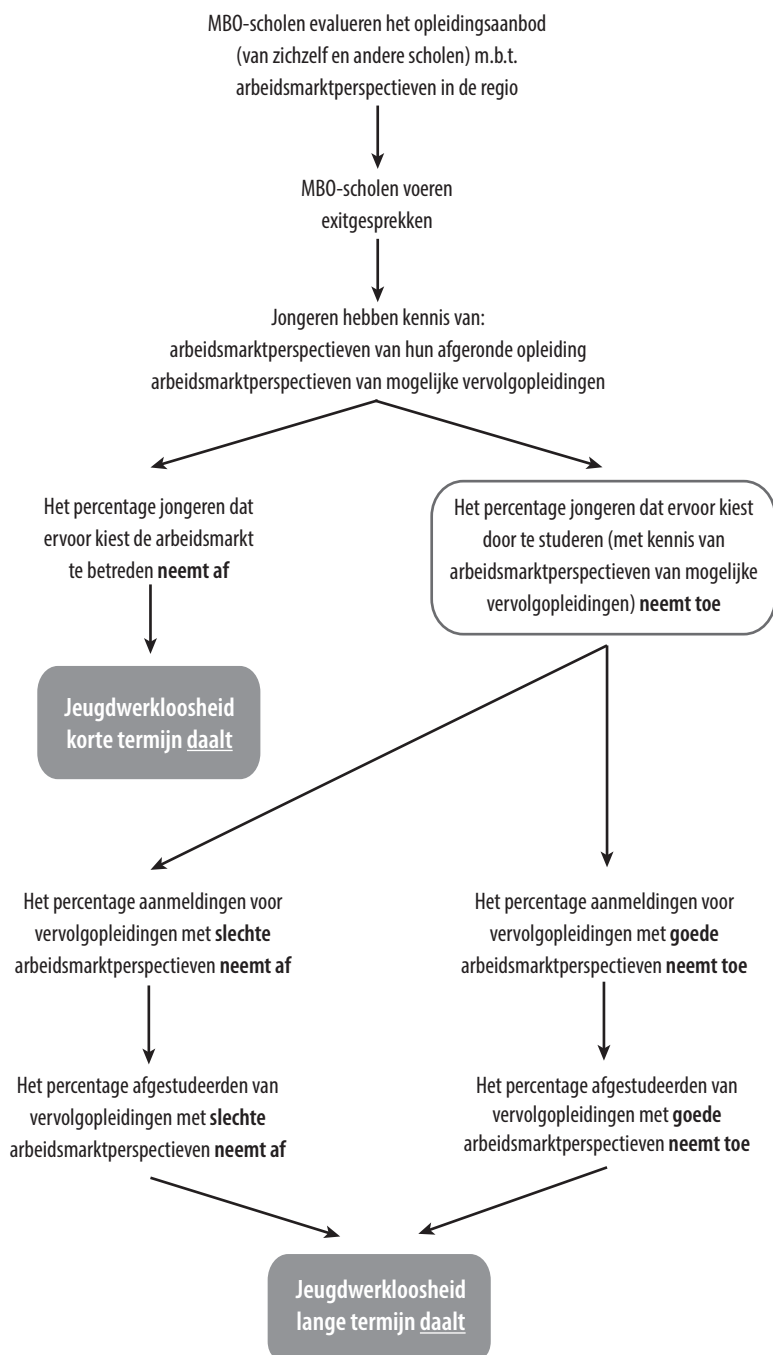 MBO-scholen evalueren het opleidingsaanbod
(van zichzelf en andere scholen) m.b.t.
arbeidsmarktperspectieven in de regio
MBO-scholen voeren
exitgesprekken
Jongeren hebben kennis van:
arbeidsmarktperspectieven van hun afgeronde opleiding
arbeidsmarktperspectieven van mogelijke vervolgopleidingen
Het percentage jongeren dat
ervoor kiest de arbeidsmarkt
te betreden neemt af
Het percentage jongeren dat ervoor kiest
door te studeren (met kennis van
arbeidsmarktperspectieven van mogelijke
vervolgopleidingen) neemt toe
Jeugdwerkloosheid
korte termijn daalt
Het percentage aanmeldingen voor
vervolgopleidingen met slechte
arbeidsmarktperspectieven neemt af
Het percentage aanmeldingen voor
vervolgopleidingen met goede
arbeidsmarktperspectieven neemt toe
Het percentage afgestudeerden van
vervolgopleidingen met slechte
arbeidsmarktperspectieven neemt af
Het percentage afgestudeerden van
vervolgopleidingen met goede
arbeidsmarktperspectieven neemt toe
Jeugdwerkloosheid
lange termijn daalt